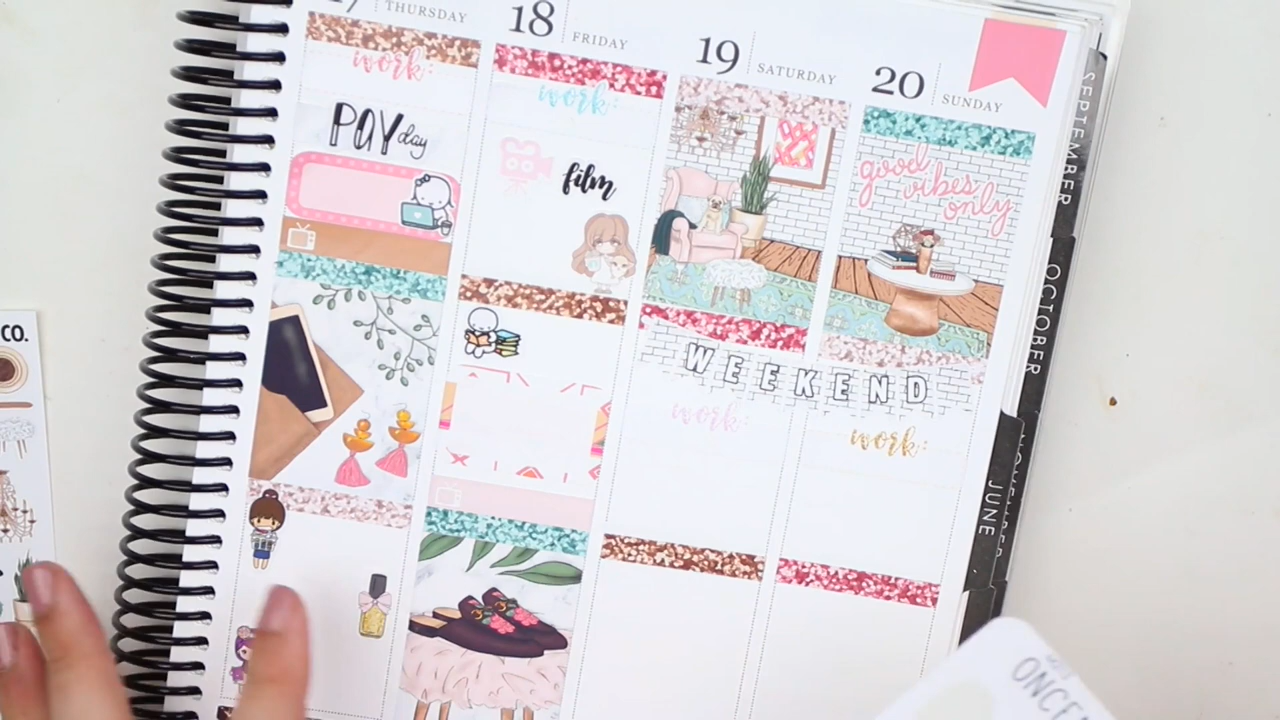 THURSDAY
18 FRIDAY
19 SATURDAY
20 SUNDAY
work:
PAY day
work:
film
good vibes only
WEEKEND
work:
work:
SEPTEMBER
OCTOBER
NOVEMBER
JUNE
CO.